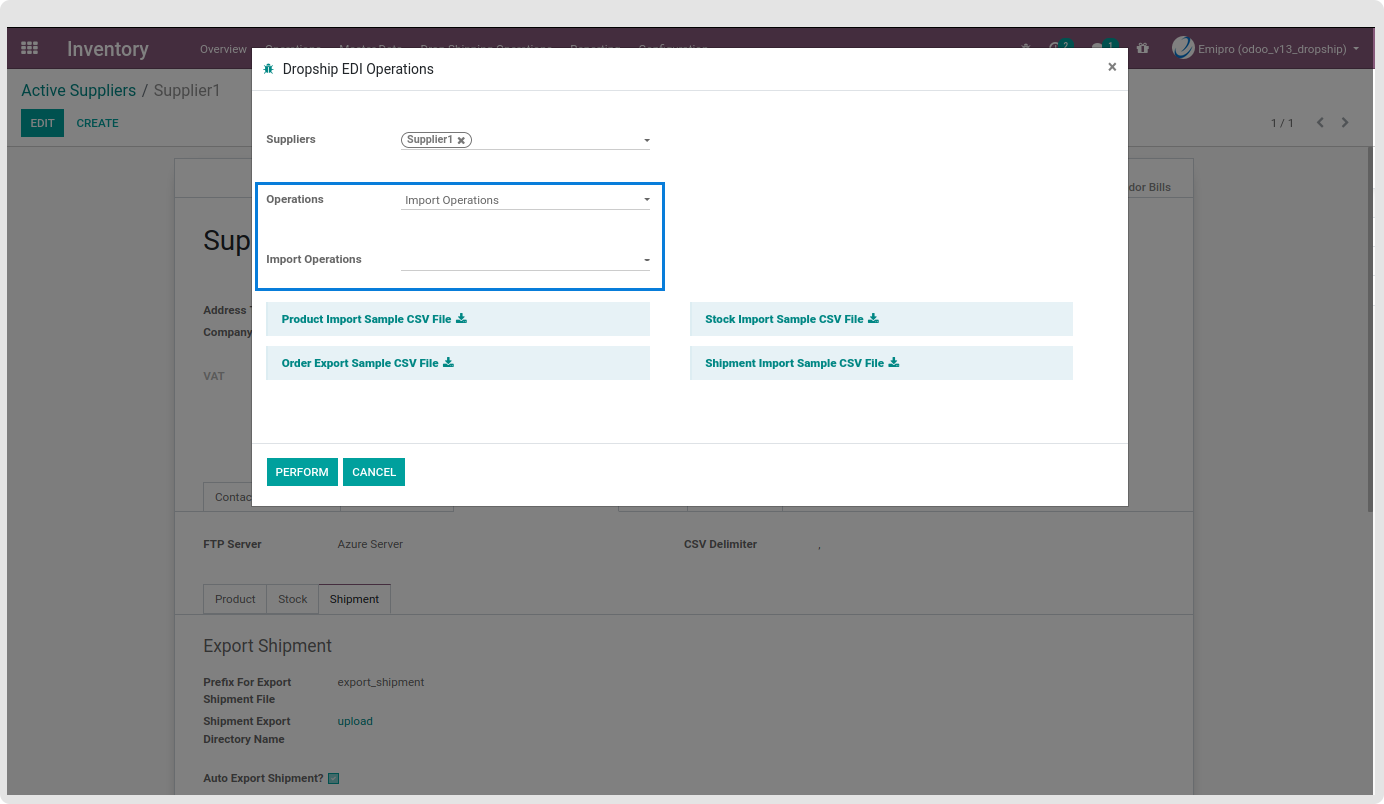 Inventory
Overview Operations Master Data Drop Shipping Operations Reporting Configuration
2
1
Emipro (odoo_v13_dropship)
Dropship EDI Operations
×
Active Suppliers / Supplier1
EDIT
CREATE
1 / 1
Suppliers
Supplier1
dor Bills
Operations
Import Operations
Sup
Import Operations
Address
Company
Product Import Sample CSV File
Stock Import Sample CSV File
Order Export Sample CSV File
Shipment Import Sample CSV File
VAT
PERFORM
CANCEL
Contac
FTP Server
Azure Server
CSV Delimiter
,
Product
Stock
Shipment
Export Shipment
Prefix For Export
Shipment File
export_shipment
Shipment Export
Directory Name
upload
Auto Export Shipment?